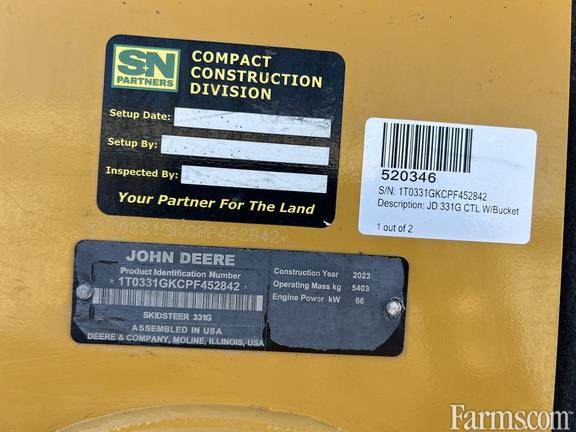 SN
PARTNERS
COMPACT
CONSTRUCTION
DIVISION
Setup Date:
Setup By:
Inspected By:
Your Partner For The Land
520346
S/N: 1T0331GKCPF452842
Description: JD 331G CTL W/Bucket
1 out of 2
*1T0331GKCPF452842*
JOHN DEERE
Product Identification Number
* 1T0331GKCPF452842 *
SKIDSTEER 331G
ASSEMBLED IN USA
DEERE & COMPANY, MOLINE, ILLINOIS, USA
Construction Year 2023
Operating Mass kg 5403
Engine Power kW 66
Farms.com